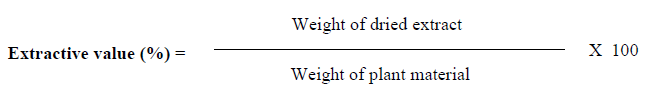 Weight of dried extract
Extractive value (%) = X 100
Weight of plant material